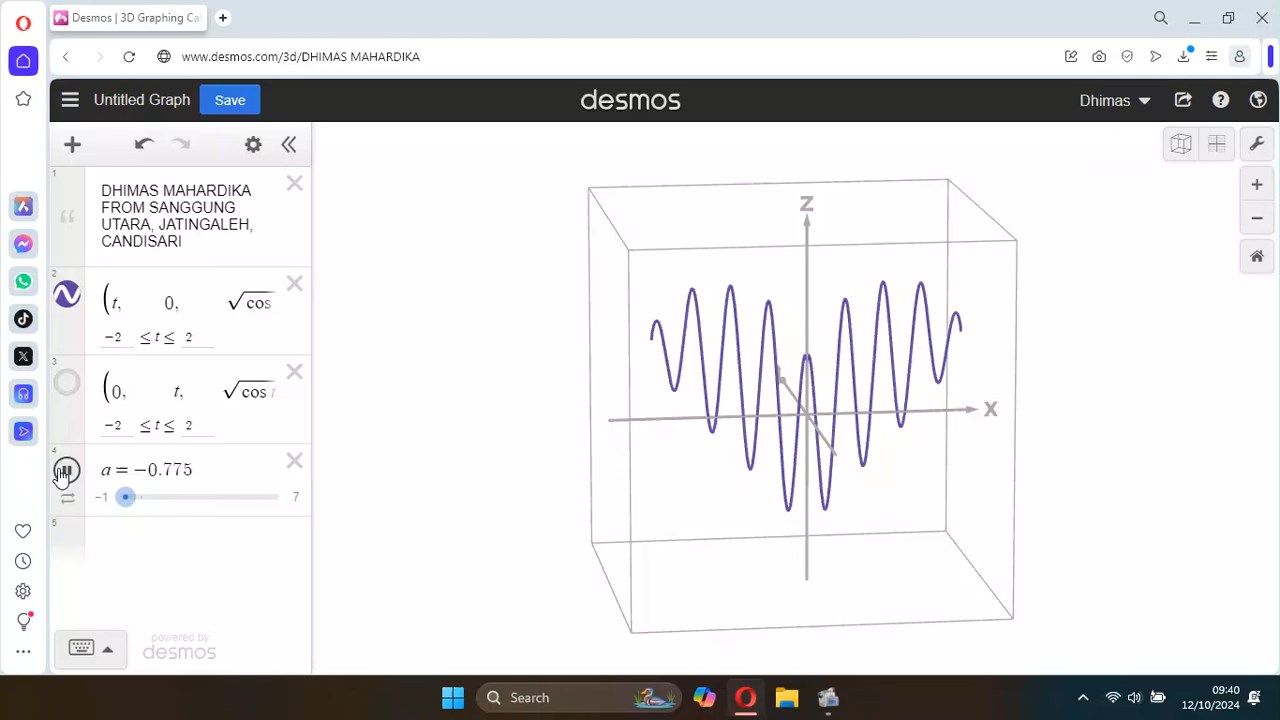 Desmos | 3D Graphing Cal
www.desmos.com/3d/DHIMAS MAHARDIKA
Untitled Graph
Save
desmos
Dhimas
1
DHIMAS MAHARDIKA
FROM SANGGUNG
UTARA, JATINGALEH,
CANDISARI
2
(t, 0, √cos
−2 ≤ t ≤ 2
3
(0, t, √cos t
−2 ≤ t ≤ 2
4
a = −0.775
−1 7
5
powered by
desmos
Z
X
Search
09:40
12/10/2024